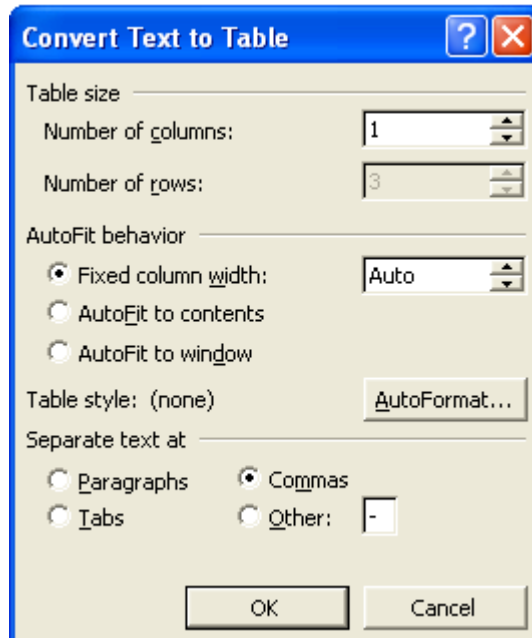 Convert Text to Table ?
Table size
Number of columns: 1
Number of rows: 3
AutoFit behavior
Fixed column width: Auto
AutoFit to contents
AutoFit to window
Table style: (none) AutoFormat...
Separate text at
Paragraphs Commas
Tabs Other: -
OK Cancel